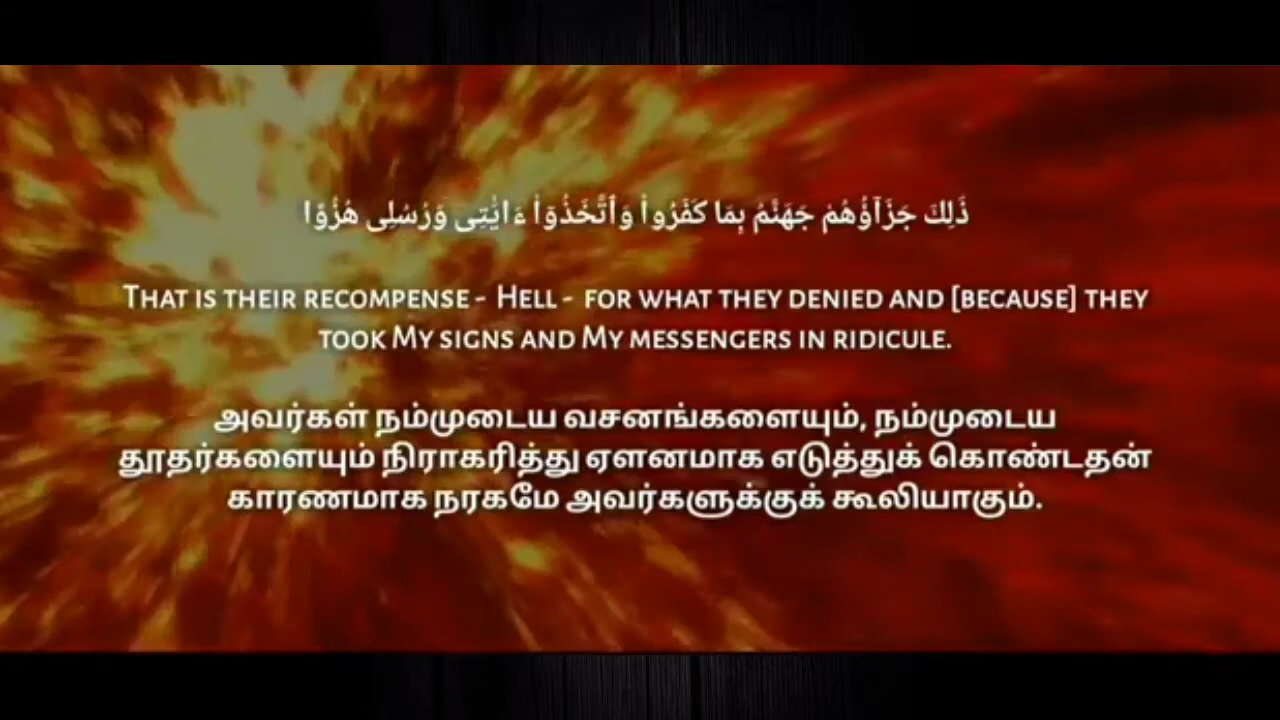 ذَٰلِكَ جَزَآؤُهُمْ جَهَنَّمُ بِمَا كَفَرُوا۟ وَٱتَّخَذُوٓا۟ ءَايَٰتِى وَرُسُلِى هُزُوًا
That is their recompense - Hell - for what they denied and [because] they
took My signs and My messengers in ridicule.
அவர்கள் நம்முடைய வசனங்களையும், நம்முடைய
தூதர்களையும் நிராகரித்து ஏளனமாக எடுத்துக் கொண்டதன்
காரணமாக நரகமே அவர்களுக்குக் கூலியாகும்.